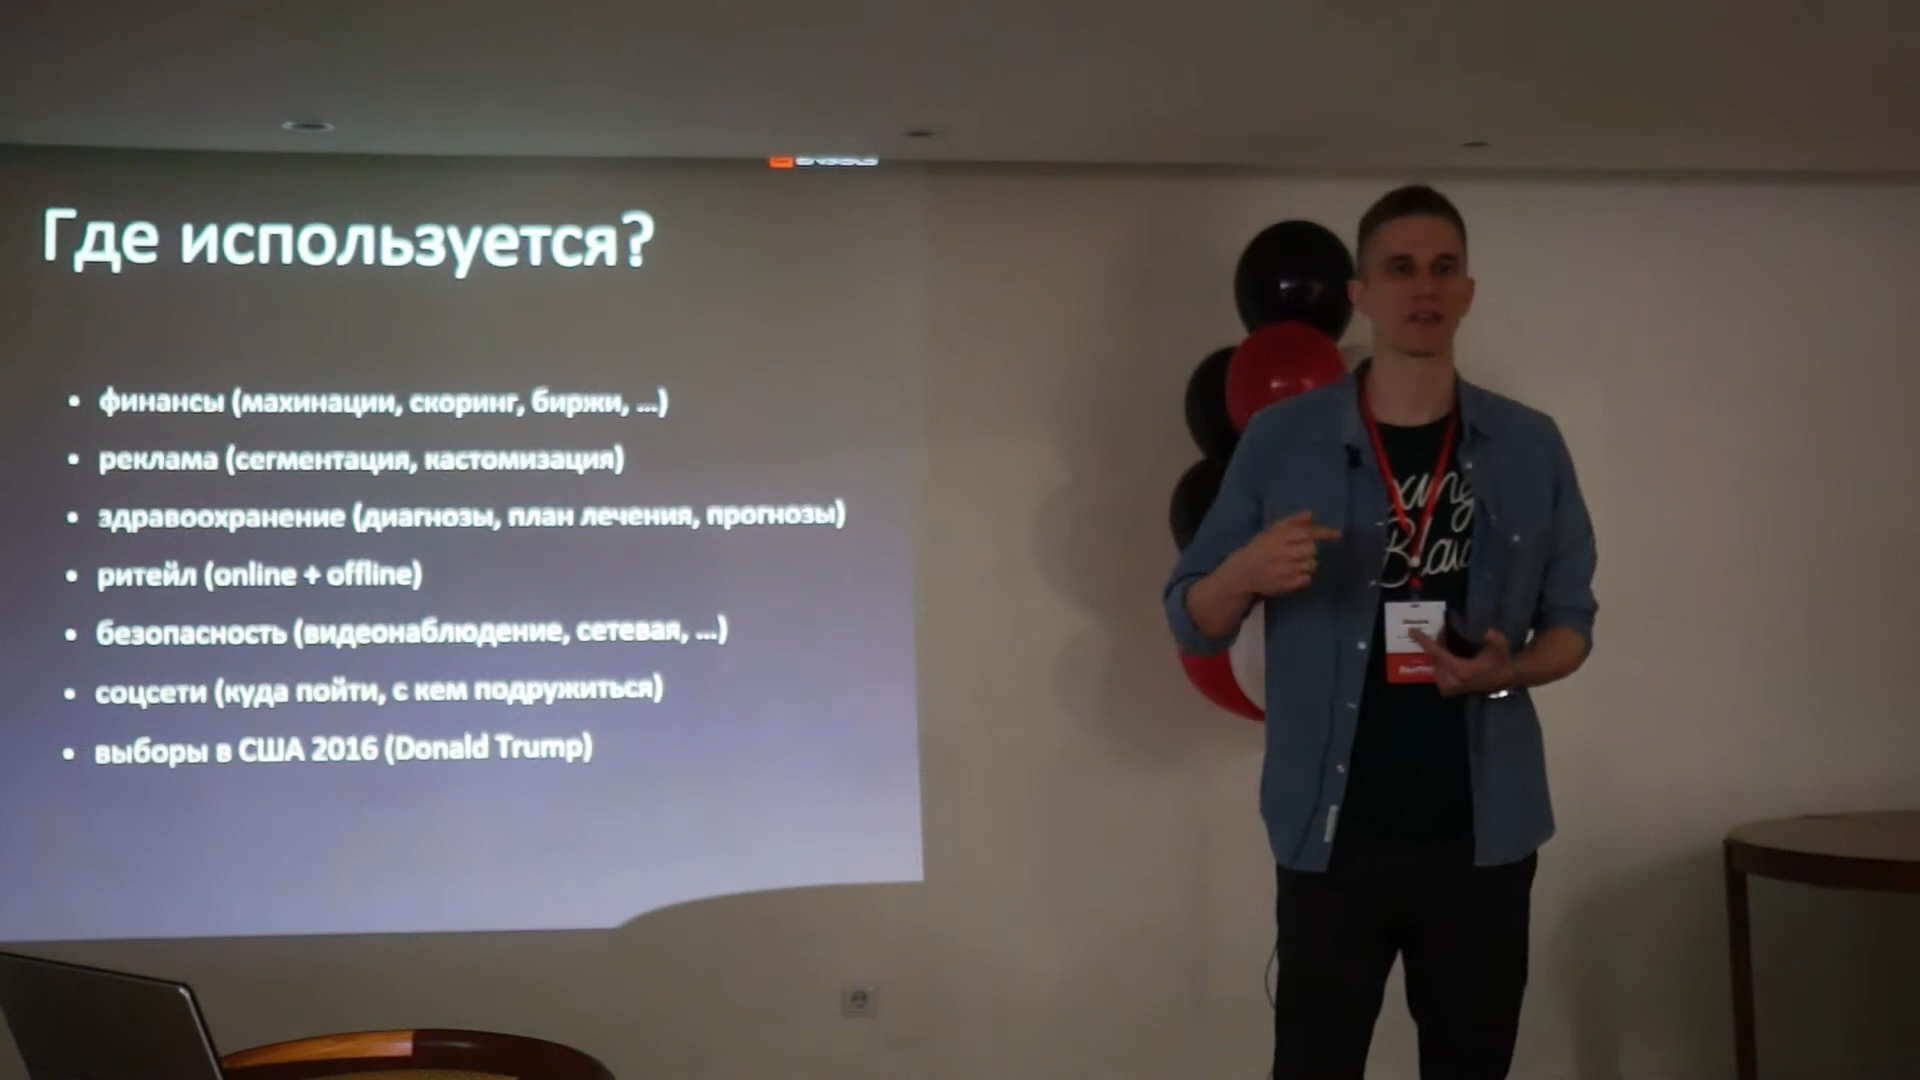 Где используется?
• финансы (махинации, скоринг, биржи, ...)
• реклама (сегментация, кастомизация)
• здравоохранение (диагнозы, план лечения, прогнозы)
• ритейл (online + offline)
• безопасность (видеонаблюдение, сетевая, ...)
• соцсети (куда пойти, с кем подружиться)
• выборы в США 2016 (Donald Trump)